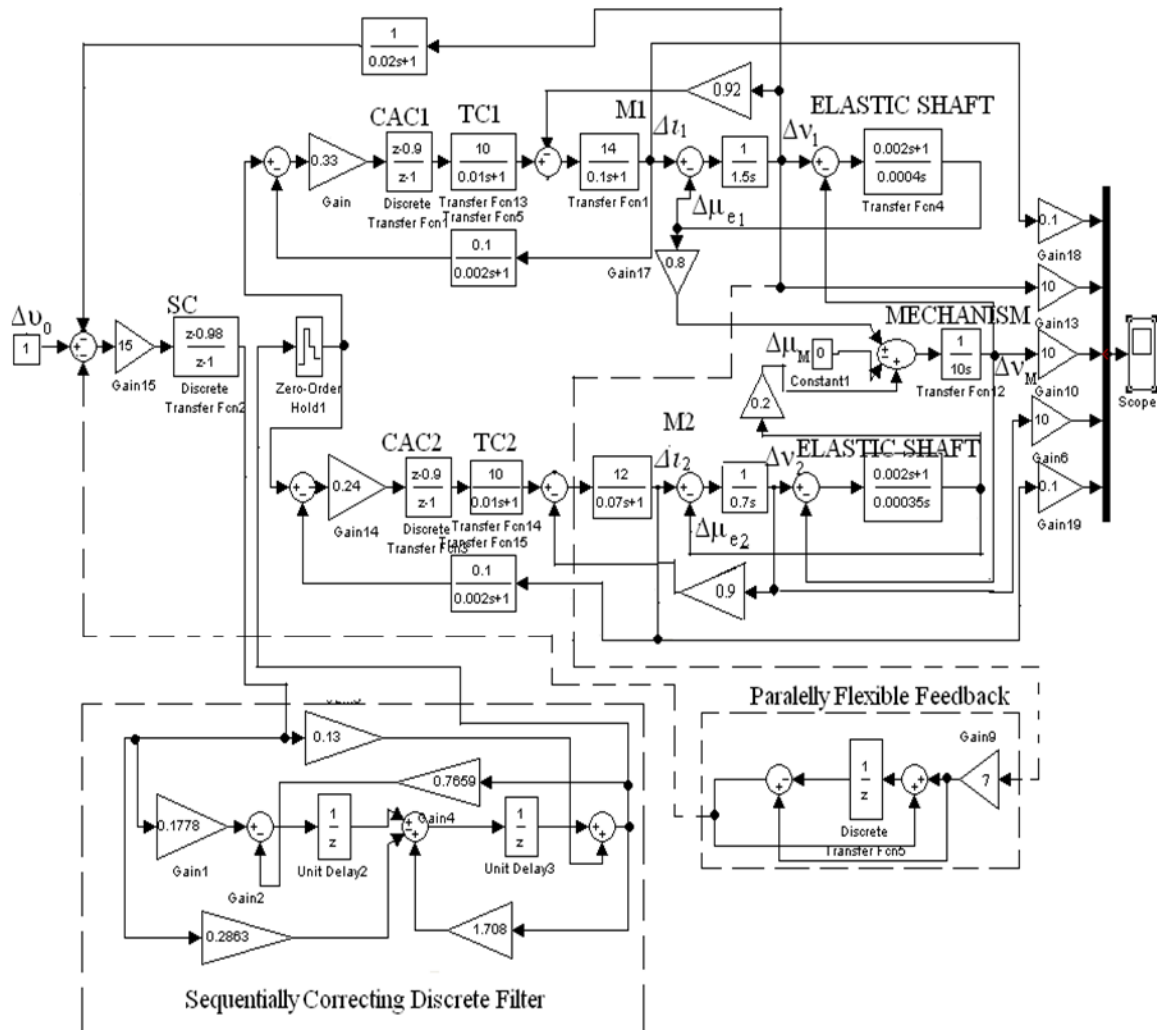 1
0.02s+1
0.92
CAC1
TC1
M1
Δι1
Δν1
ELASTIC SHAFT
0.33
Gain
z-0.9
z-1
Discrete
Transfer Fcn1
10
0.01s+1
Transfer Fcn13
Transfer Fcn5
14
0.1s+1
Transfer Fcn1
1
1.5s
0.002s+1
0.0004s
Transfer Fcn4
Δμe1
0.1
0.002s+1
0.8
Gain17
0.1
Gain18
Δυ0
1
15
Gain15
SC
z-0.98
z-1
Discrete
Transfer Fcn2
Zero-Order
Hold1
MECHANISM
ΔμM
0
Constant1
1
10s
Transfer Fcn12
ΔνM
10
Gain13
10
Gain10
Scope
0.2
10
Gain6
CAC2
TC2
M2
Δι2
Δν2
ELASTIC SHAFT
0.24
Gain14
z-0.9
z-1
Discrete
Transfer Fcn3
10
0.01s+1
Transfer Fcn14
Transfer Fcn15
12
0.07s+1
1
0.7s
0.002s+1
0.00035s
0.1
Gain19
Δμe2
0.1
0.002s+1
0.9
Paralelly Flexible Feedback
Gain9
7
1
z
Discrete
Transfer Fcn5
0.13
0.7659
0.1778
Gain1
Gain2
1
z
Unit Delay2
Gain4
1
z
Unit Delay3
0.2863
1.708
Sequentially Correcting Discrete Filter